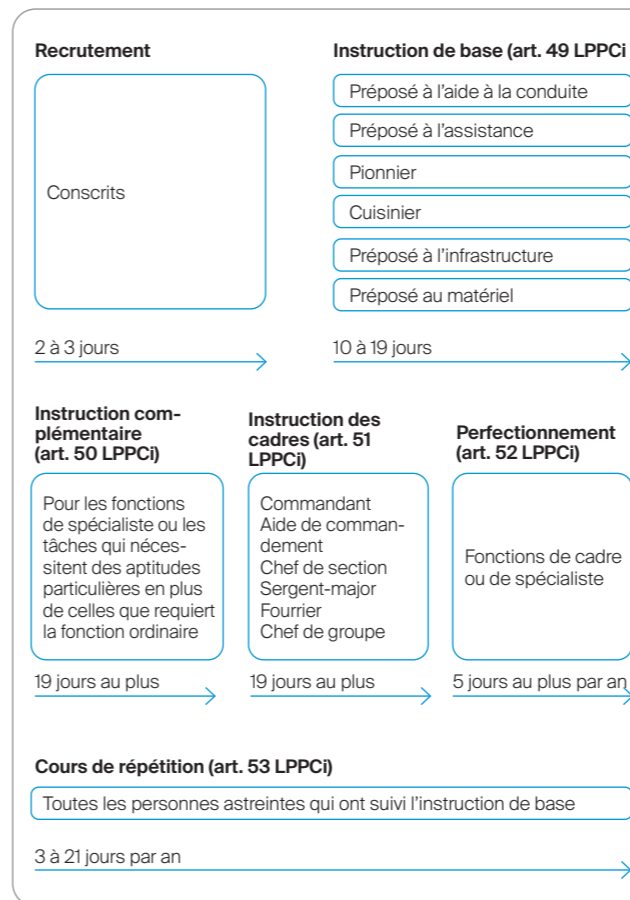 Recrutement
Conscrits
2 à 3 jours
Instruction de base (art. 49 LPPCi
Préposé à l’aide à la conduite
Préposé à l’assistance
Pionnier
Cuisinier
Préposé à l’infrastructure
Préposé au matériel
10 à 19 jours
Instruction com-
plémentaire
(art. 50 LPPCi)
Pour les fonctions
de spécialiste ou les
tâches qui néces-
sitent des aptitudes
particulières en plus
de celles que requiert
la fonction ordinaire
19 jours au plus
Instruction des
cadres (art. 51
LPPCi)
Commandant
Aide de comman-
dement
Chef de section
Sergent-major
Fourrier
Chef de groupe
19 jours au plus
Perfectionnement
(art. 52 LPPCi)
Fonctions de cadre
ou de spécialiste
5 jours au plus par an
Cours de répétition (art. 53 LPPCi)
Toutes les personnes astreintes qui ont suivi l’instruction de base
3 à 21 jours par an